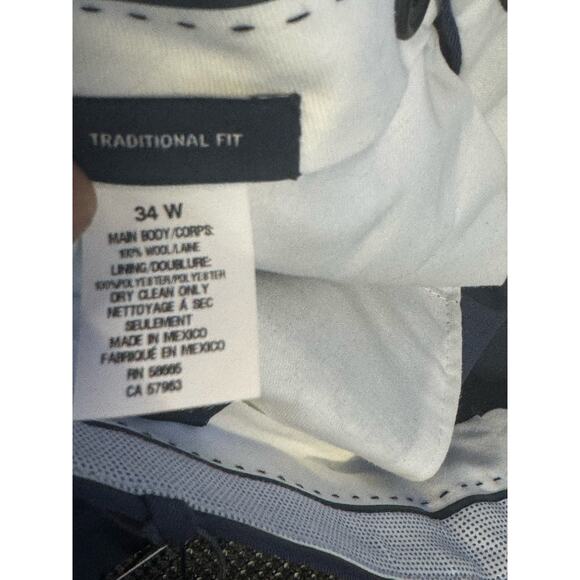 TRADITIONAL FIT
34 W
MAIN BODY/CORPS:
100% WOOL/LAINE
LINING/DOUBLURE:
100%POLYESTER/POLYESTER
DRY CLEAN ONLY
NETTOYAGE À SEC
SEULEMENT
MADE IN MEXICO
FABRIQUÉ EN MEXICO
RN 58665
CA 57963